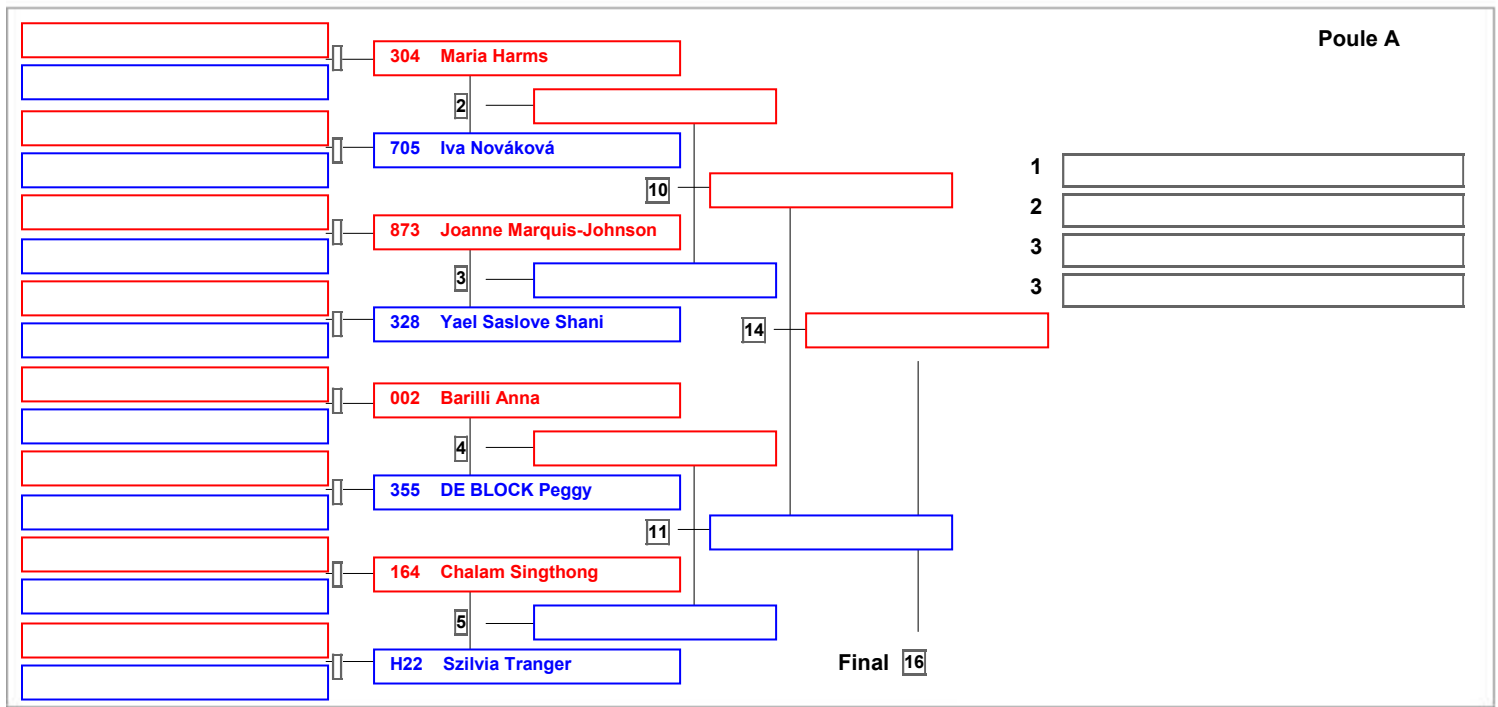 Poule A
304 Maria Harms
2
705 Iva Nováková
10
873 Joanne Marquis-Johnson
3
328 Yael Saslove Shani
14
002 Barilli Anna
4
355 DE BLOCK Peggy
11
164 Chalam Singthong
5
H22 Szilvia Tranger
Final 16
1
2
3
3